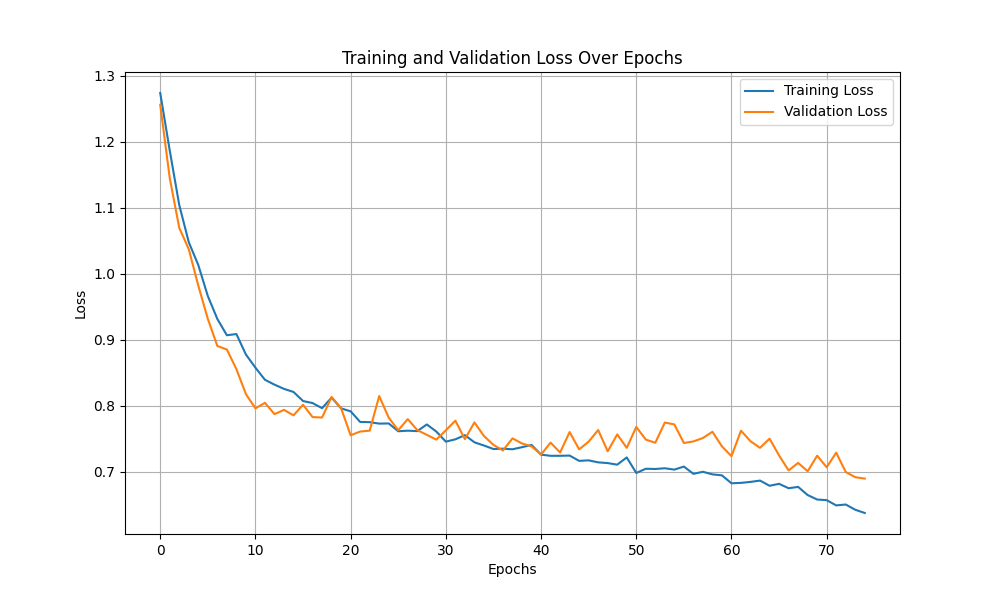 Training and Validation Loss Over Epochs
Training Loss
Validation Loss
1.3
1.2
1.1
1.0
0.9
0.8
0.7
Loss
0 10 20 30 40 50 60 70
Epochs